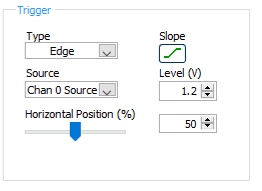 Trigger
Type
Slope
Edge
Source
Level (V)
Chan 0 Source
1.2
Horizontal Position (%)
50